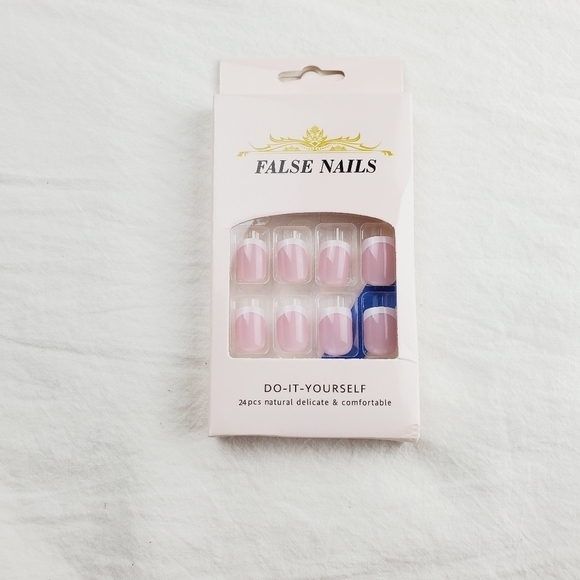 FALSE NAILS
DO-IT-YOURSELF
24pcs natural delicate & comfortable